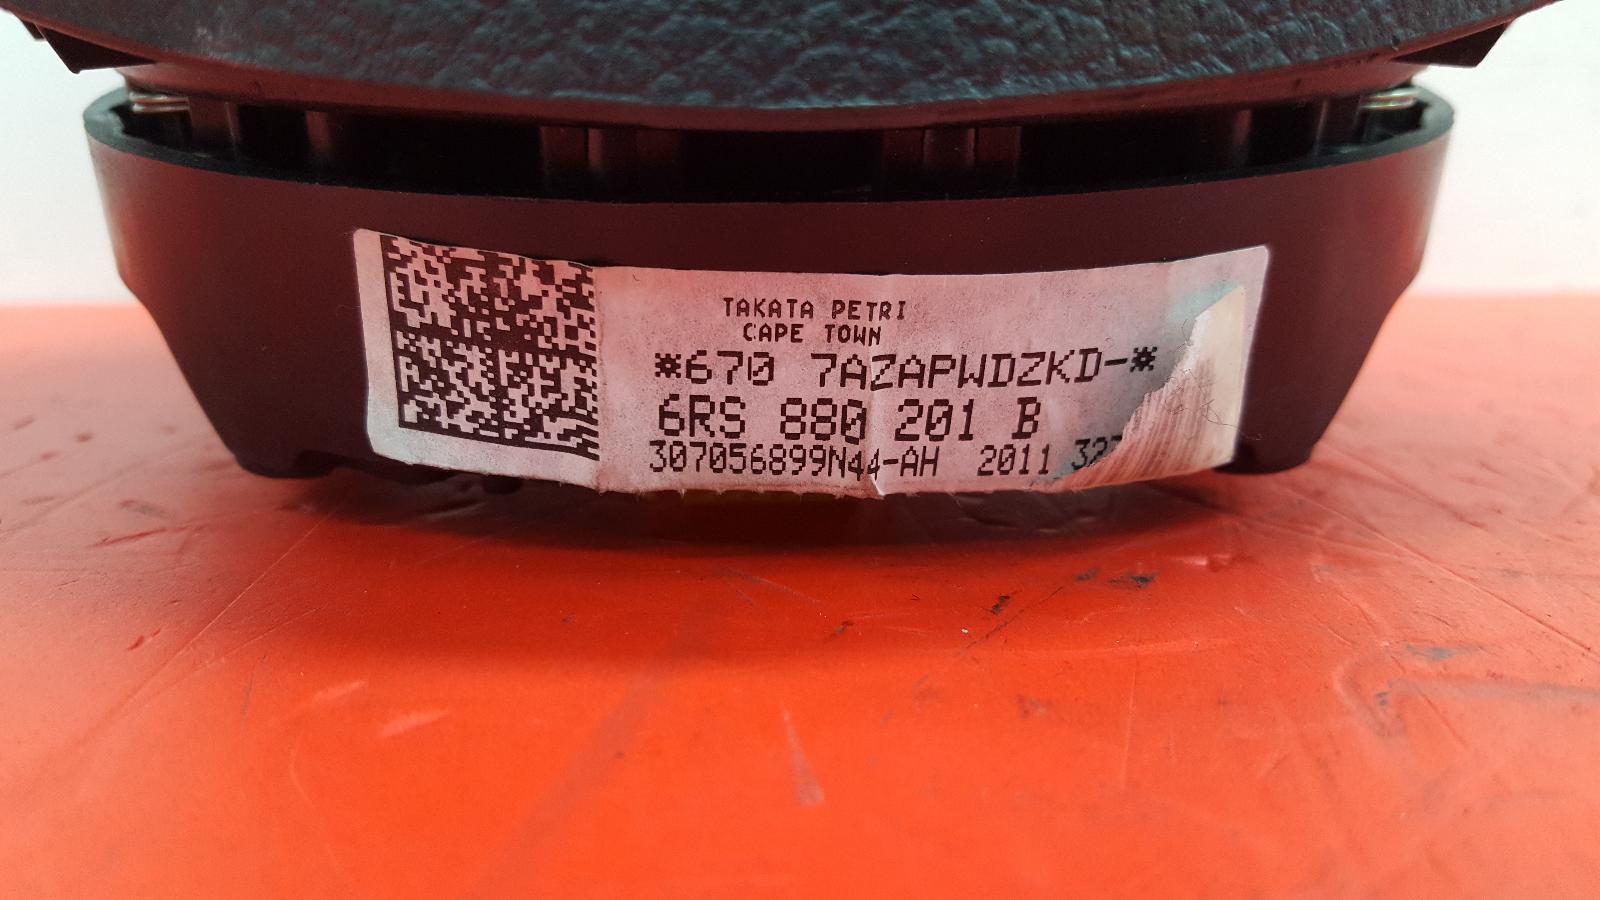 TAKATA PETRI
CAPE TOWN
*670 7AZAPWDZKD-*
6RS 880 201 B
307056899N44-AH 2011